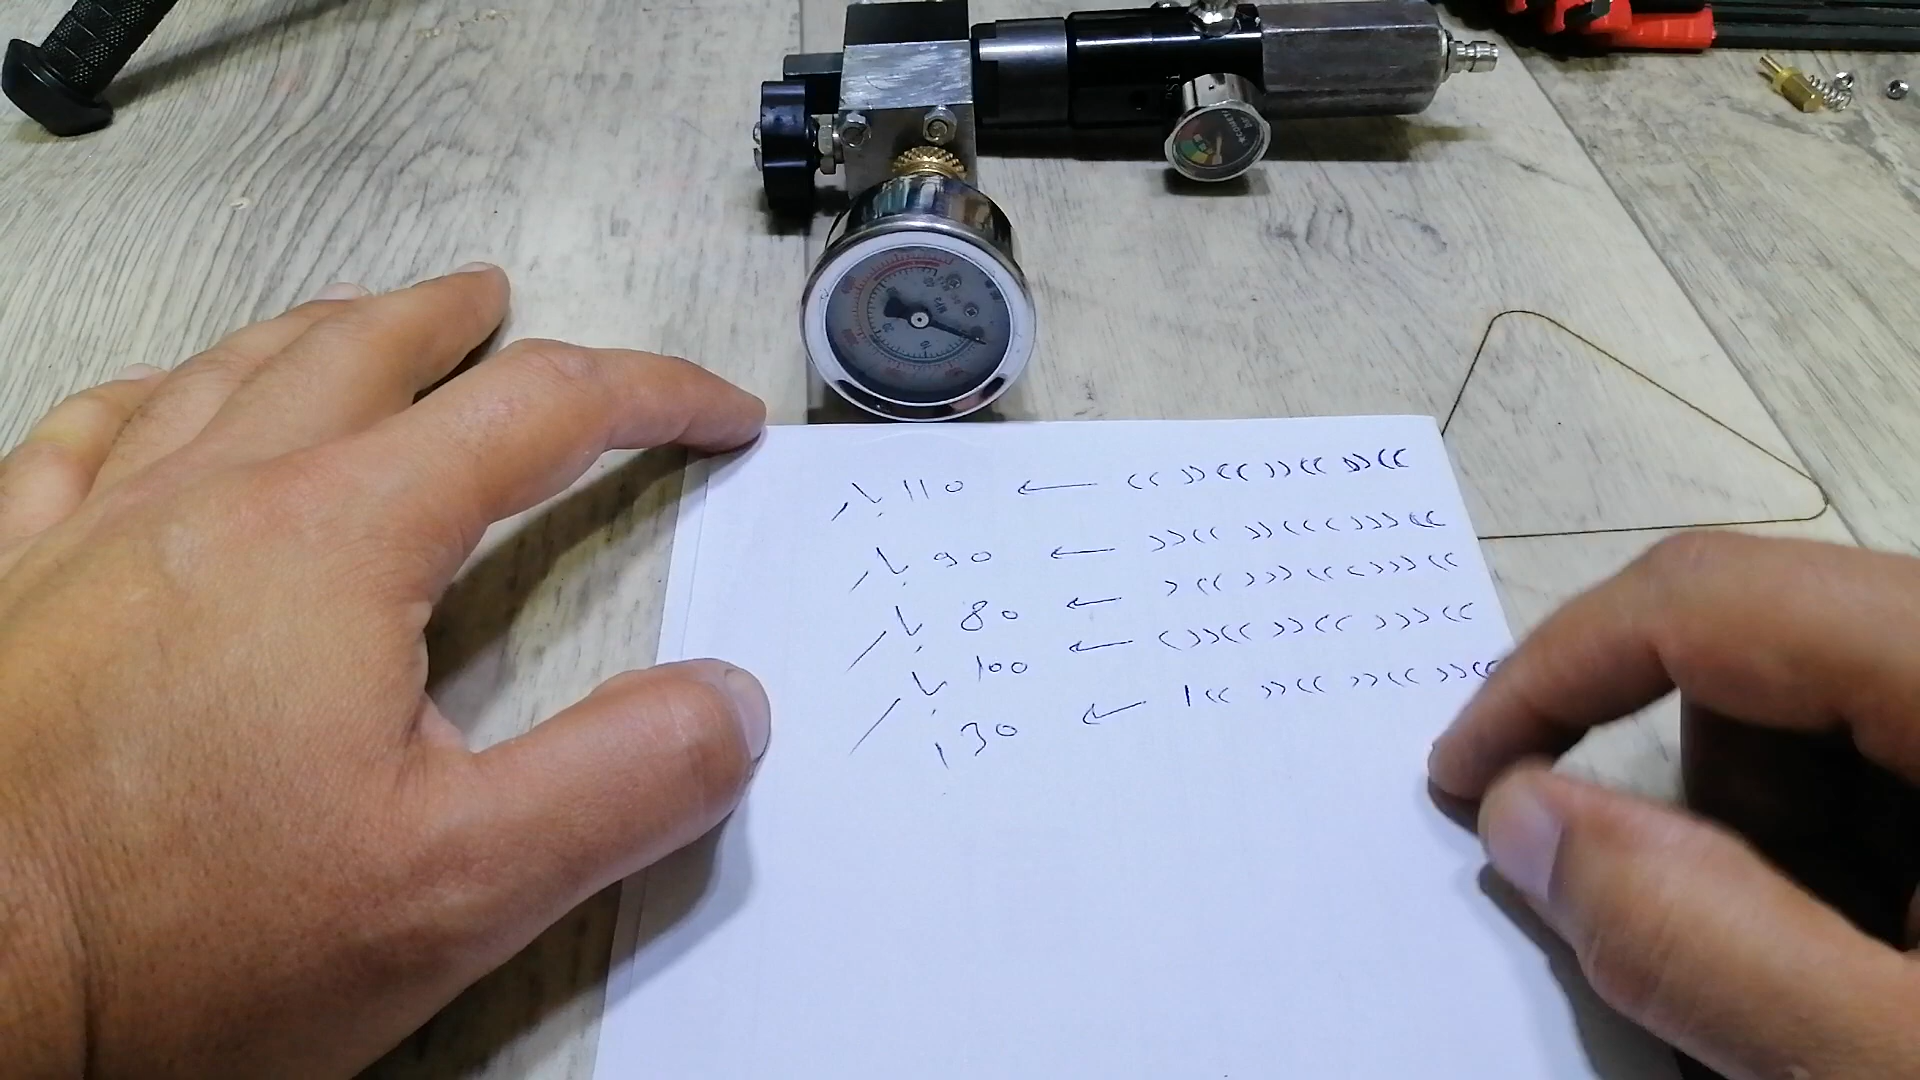 بار 110 ← (( )) (( )) (( ))) ((
بار 90 ← )) (( )) ((( ))) ((
بار 80 ← ) (( ))) ((( ))) ((
بار 100 ← ( )) (( )) (( ))) ((
130 ← ( (( )) (( )) (( )) ((